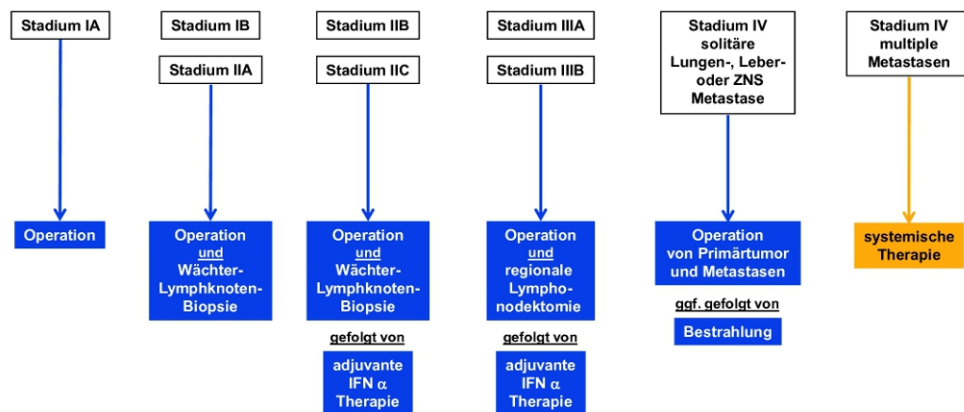 Stadium IA
Stadium IB
Stadium IIA
Stadium IIB
Stadium IIC
Stadium IIIA
Stadium IIIB
Stadium IV
solitäre
Lungen-, Leber-
oder ZNS
Metastase
Stadium IV
multiple
Metastasen
Operation
Operation
und
Wächter-
Lymphknoten-
Biopsie
Operation
und
Wächter-
Lymphknoten-
Biopsie
gefolgt von
adjuvante
IFN α
Therapie
Operation
und
regionale
Lympho-
nodektomie
gefolgt von
adjuvante
IFN α
Therapie
Operation
von Primärtumor
und Metastasen
ggf. gefolgt von
Bestrahlung
systemische
Therapie